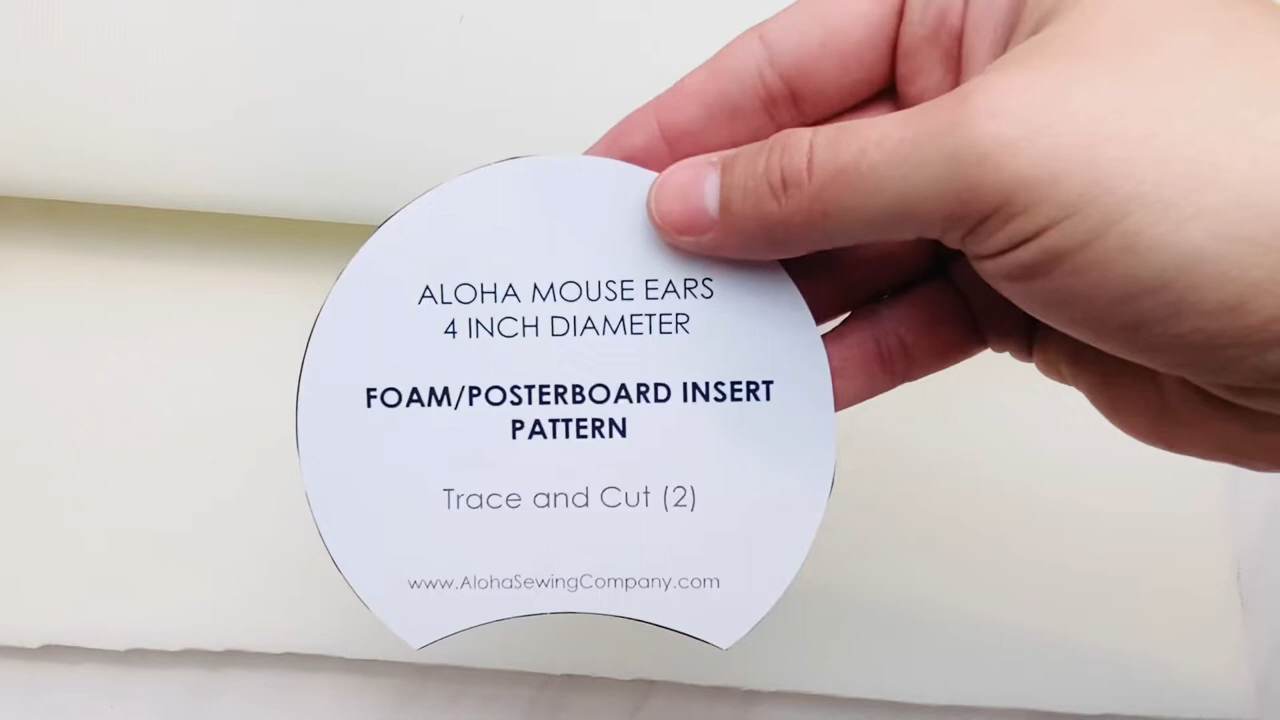 ALOHA MOUSE EARS
4 INCH DIAMETER
FOAM/POSTERBOARD INSERT
PATTERN
Trace and Cut (2)
www.AlohaSewingCompany.com